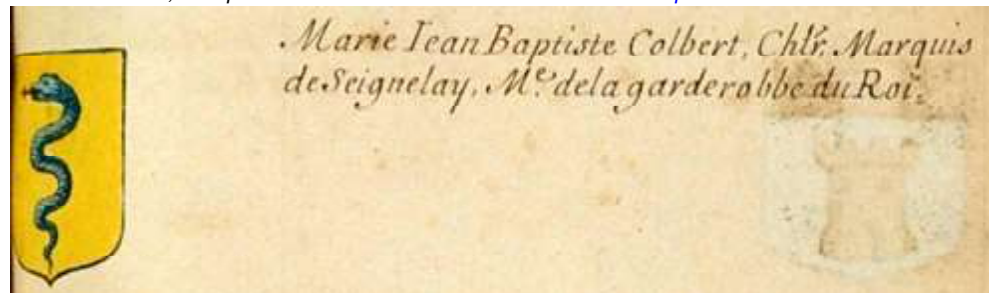 Marie Iean Baptiste Colbert, Chlr. Marquis
de Seignelay, Me. dela garderobbe du Roi.